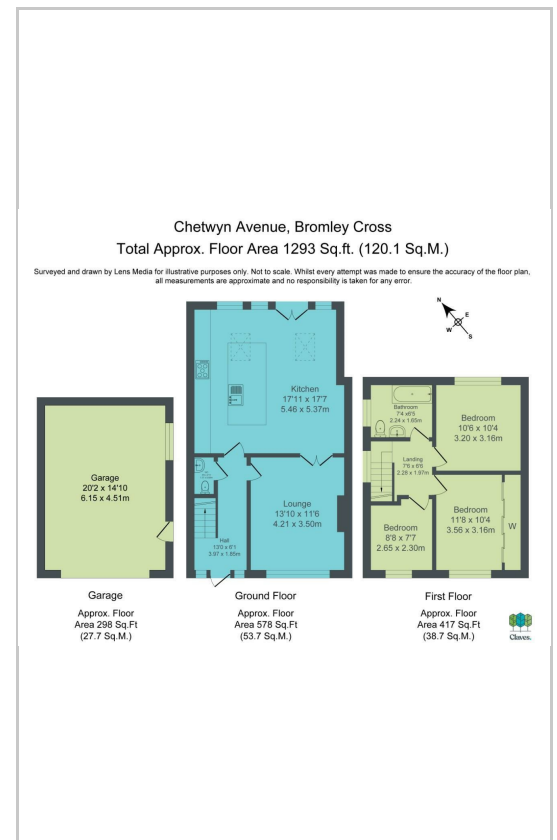 Chetwyn Avenue, Bromley Cross
Total Approx. Floor Area 1293 Sq.ft. (120.1 Sq.M.)
Surveyed and drawn by Lens Media for illustrative purposes only. Not to scale. Whilst every attempt was made to ensure the accuracy of the floor plan,
all measurements are approximate and no responsibility is taken for any error.
N
E
W
S
Kitchen
17'11 x 17'7
5.46 x 5.37m
Bathroom
7'4 x6'5
2.24 x 1.65m
Bedroom
10'6 x 10'4
3.20 x 3.16m
Landing
7'6 x 6'6
2.28 x 1.97m
Garage
20'2 x 14'10
6.15 x 4.51m
Lounge
13'10 x 11'6
4.21 x 3.50m
Hall
13'0 x 6'1
3.97 x 1.85m
Bedroom
8'8 x 7'7
2.65 x 2.30m
Bedroom
11'8 x 10'4
3.56 x 3.16m
W
Garage
Approx. Floor
Area 298 Sq.Ft
(27.7 Sq.M.)
Ground Floor
Approx. Floor
Area 578 Sq.Ft
(53.7 Sq.M.)
First Floor
Approx. Floor
Area 417 Sq.Ft
(38.7 Sq.M.)
Claves.